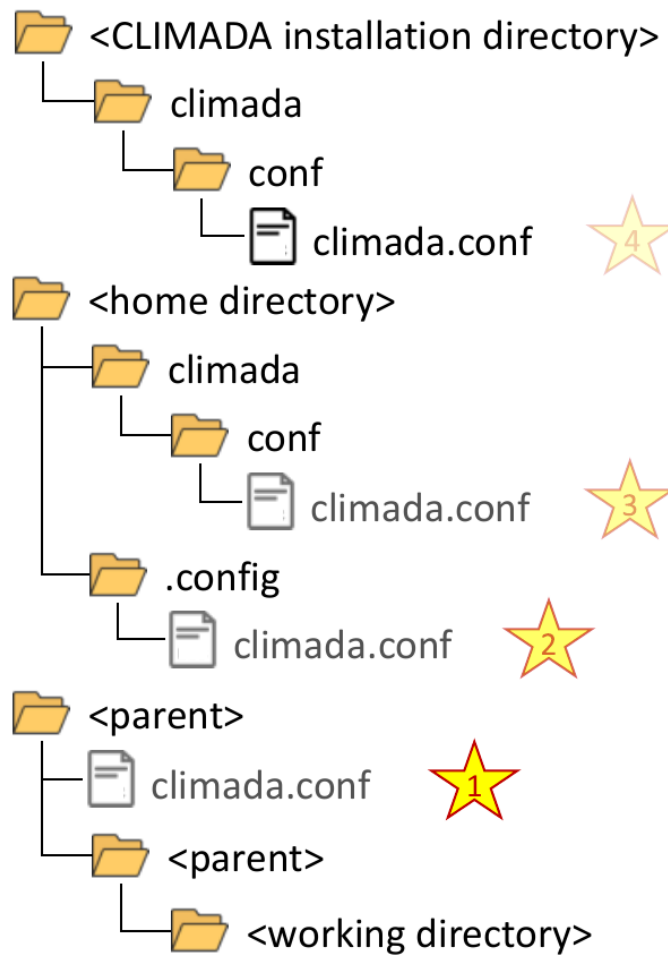 <CLIMADA installation directory>
climada
conf
climada.conf
4
<home directory>
climada
conf
climada.conf
3
.config
climada.conf
2
<parent>
climada.conf
1
<parent>
<working directory>